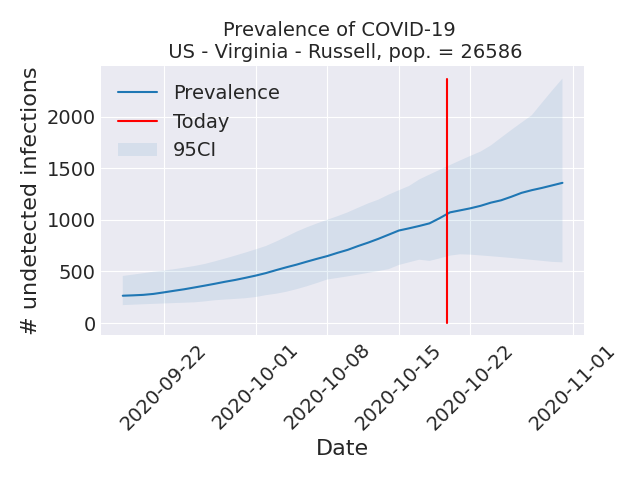 Prevalence of COVID-19
US - Virginia - Russell, pop. = 26586
Prevalence
Today
95CI
# undetected infections
2000
1500
1000
500
0
2020-09-22
2020-10-01
2020-10-08
2020-10-15
2020-10-22
2020-11-01
Date